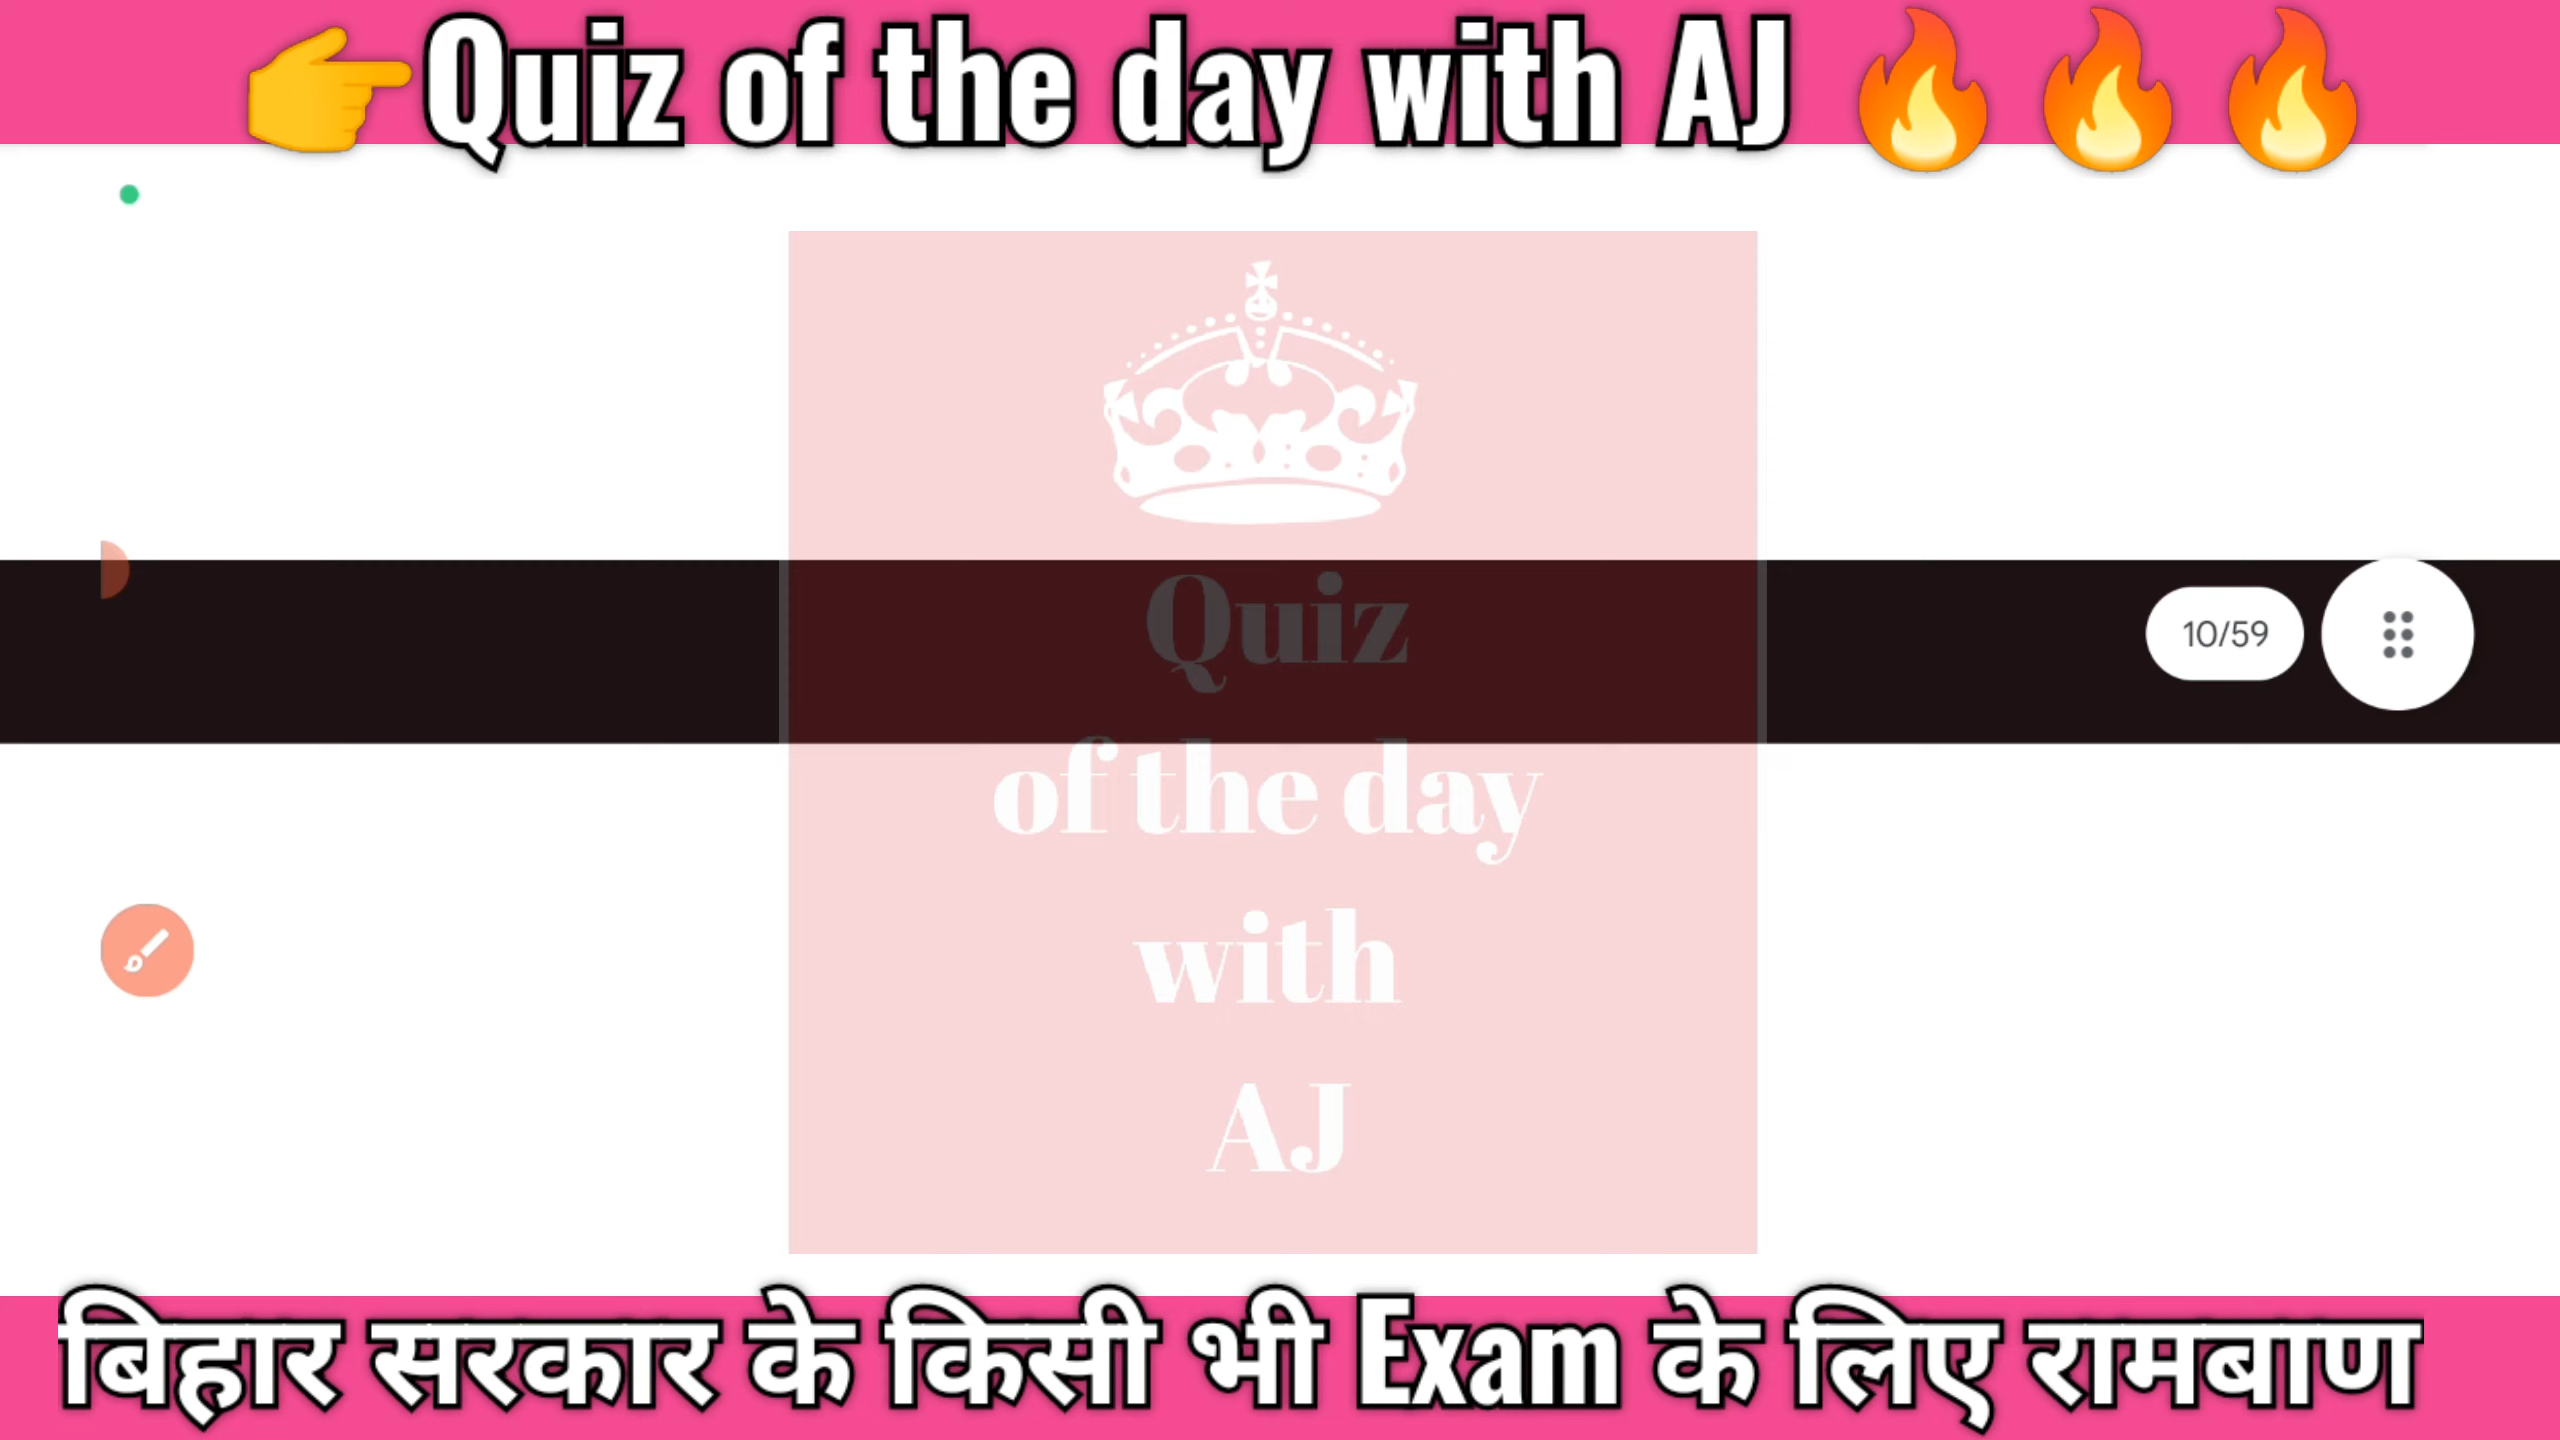 👉Quiz of the day with AJ 🔥🔥🔥
Quiz
10/59
of the day
with
AJ
बिहार सरकार के किसी भी Exam के लिए रामबाण